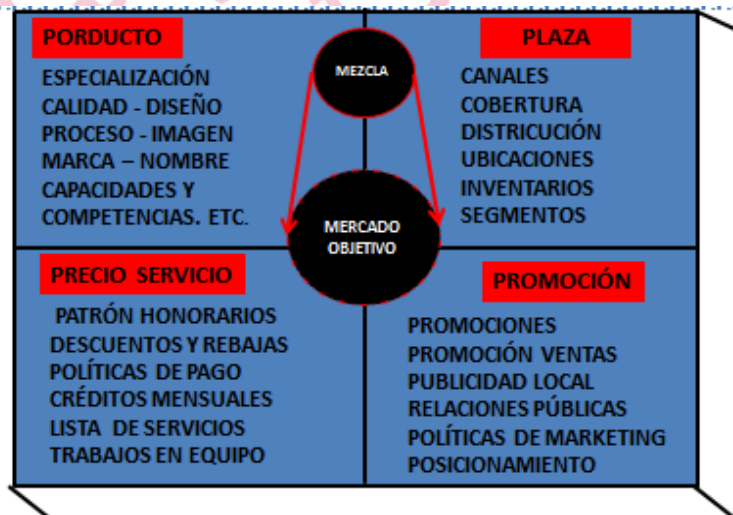 PORDUCTO
ESPECIALIZACIÓN
CALIDAD - DISEÑO
PROCESO - IMAGEN
MARCA – NOMBRE
CAPACIDADES Y
COMPETENCIAS. ETC.
MEZCLA
PLAZA
CANALES
COBERTURA
DISTRICUCIÓN
UBICACIONES
INVENTARIOS
SEGMENTOS
MERCADO
OBJETIVO
PRECIO SERVICIO
PATRÓN HONORARIOS
DESCUENTOS Y REBAJAS
POLÍTICAS DE PAGO
CRÉDITOS MENSUALES
LISTA DE SERVICIOS
TRABAJOS EN EQUIPO
PROMOCIÓN
PROMOCIONES
PROMOCIÓN VENTAS
PUBLICIDAD LOCAL
RELACIONES PÚBLICAS
POLÍTICAS DE MARKETING
POSICIONAMIENTO